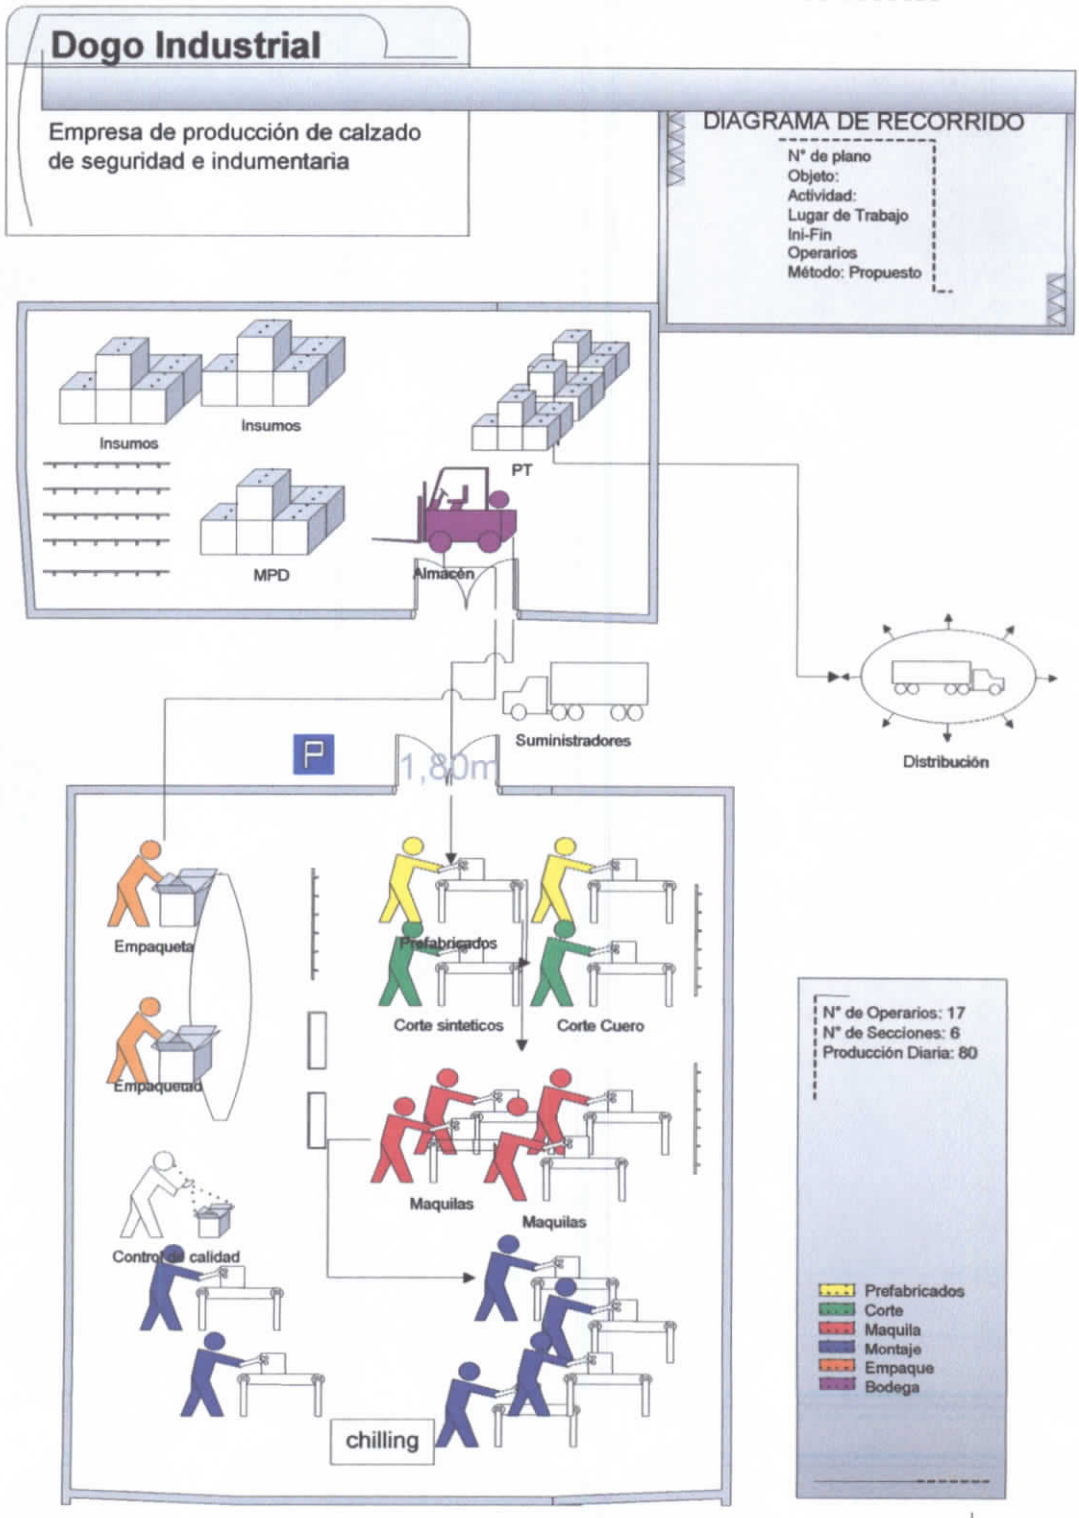 Dogo Industrial
Empresa de producción de calzado
de seguridad e indumentaria
DIAGRAMA DE RECORRIDO
N° de plano
Objeto:
Actividad:
Lugar de Trabajo
Ini-Fin
Operarios
Método: Propuesto
Insumos
Insumos
PT
MPD
Almacén
Suministradores
Distribución
P
1,80m
Empaqueta
Prefabricados
Corte sinteticos
Corte Cuero
Empaquetad
Maquilas
Maquilas
Control de calidad
chilling
N° de Operarios: 17
N° de Secciones: 6
Producción Diaria: 80
Prefabricados
Corte
Maquila
Montaje
Empaque
Bodega